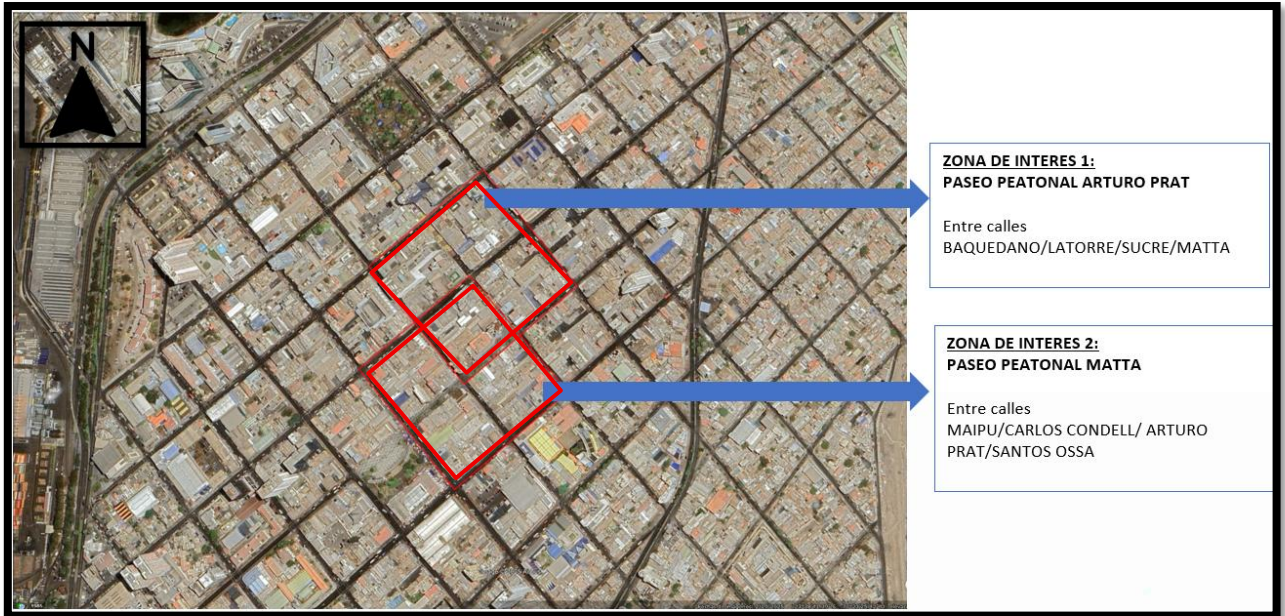 N
ZONA DE INTERES 1:
PASEO PEATONAL ARTURO PRAT
Entre calles
BAQUEDANO/LATORRE/SUCRE/MATTA
ZONA DE INTERES 2:
PASEO PEATONAL MATTA
Entre calles
MAIPU/CARLOS CONDELL/ ARTURO
PRAT/SANTOS OSSA